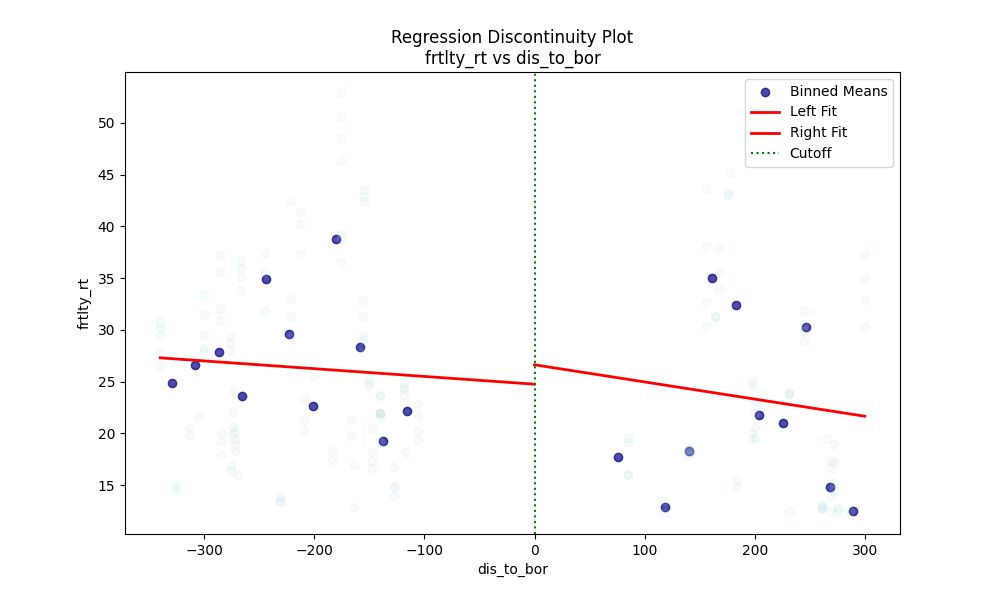 Regression Discontinuity Plot
frtlty_rt vs dis_to_bor
Binned Means
Left Fit
Right Fit
Cutoff
frtlty_rt
50
45
40
35
30
25
20
15
−300
−200
−100
0
100
200
300
dis_to_bor